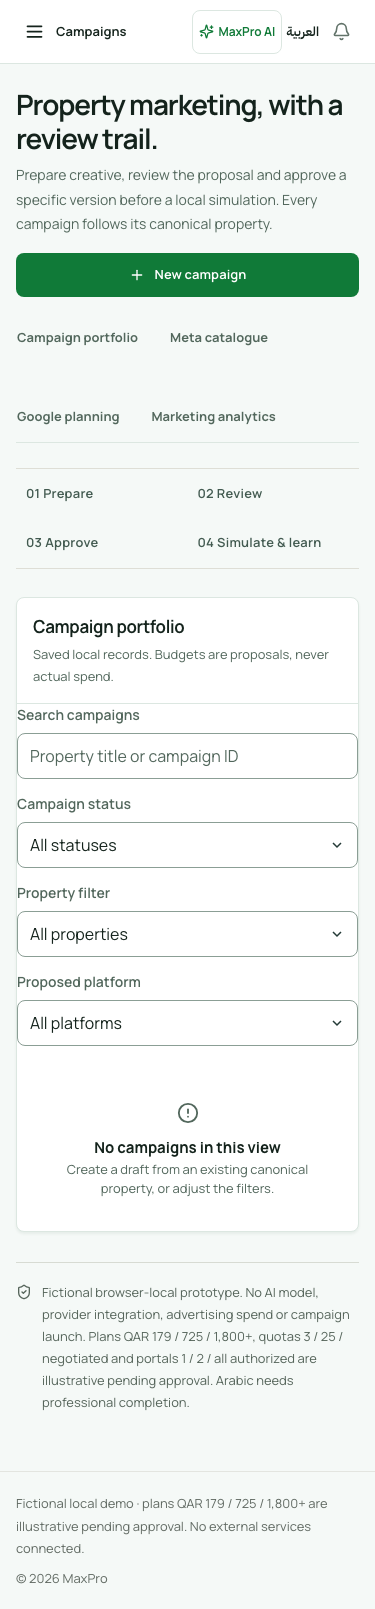 Campaigns
MaxPro AI
العربية
Property marketing, with a
review trail.
Prepare creative, review the proposal and approve a
specific version before a local simulation. Every
campaign follows its canonical property.
New campaign
Campaign portfolio
Meta catalogue
Google planning
Marketing analytics
01 Prepare
02 Review
03 Approve
04 Simulate & learn
Campaign portfolio
Saved local records. Budgets are proposals, never
actual spend.
Search campaigns
Property title or campaign ID
Campaign status
All statuses
Property filter
All properties
Proposed platform
All platforms
No campaigns in this view
Create a draft from an existing canonical
property, or adjust the filters.
Fictional browser-local prototype. No AI model,
provider integration, advertising spend or campaign
launch. Plans QAR 179 / 725 / 1,800+, quotas 3 / 25 /
negotiated and portals 1 / 2 / all authorized are
illustrative pending approval. Arabic needs
professional completion.
Fictional local demo · plans QAR 179 / 725 / 1,800+ are
illustrative pending approval. No external services
connected.
© 2026 MaxPro